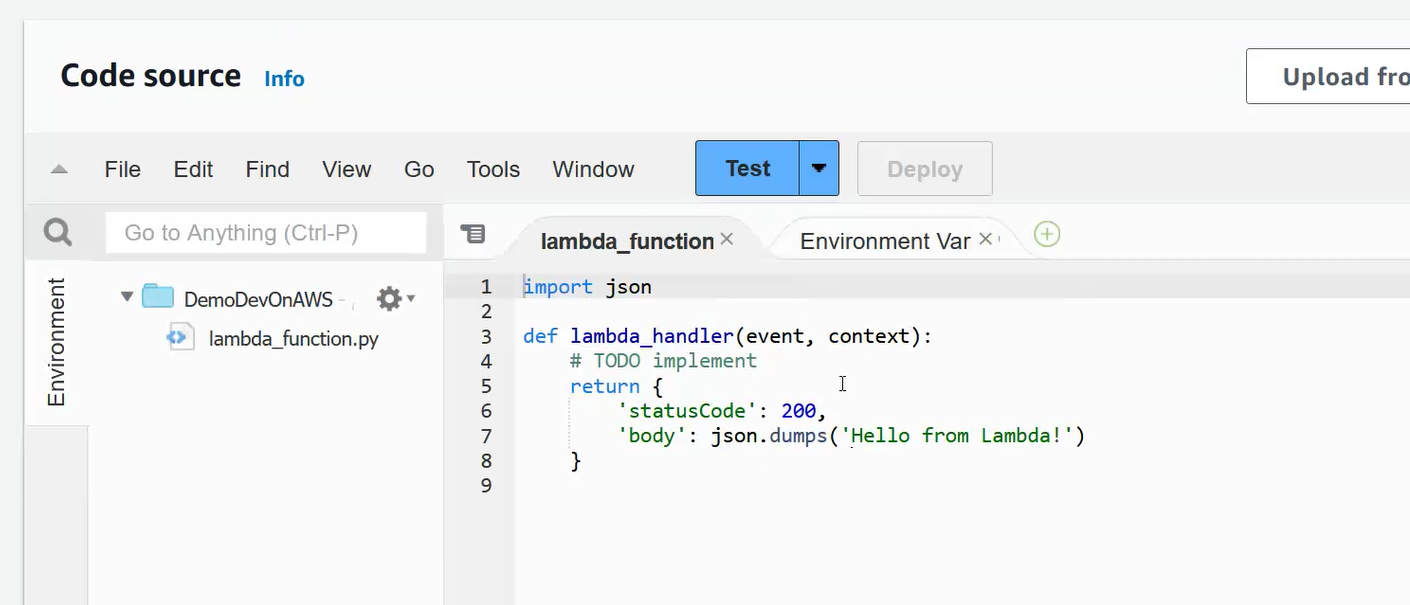 Code source Info
Upload fro
File Edit Find View Go Tools Window Test Deploy
Go to Anything (Ctrl-P)
lambda_function Environment Var
Environment
DemoDevOnAWS -
lambda_function.py
1 import json
2
3 def lambda_handler(event, context):
4 # TODO implement
5 return {
6 'statusCode': 200,
7 'body': json.dumps('Hello from Lambda!')
8 }
9